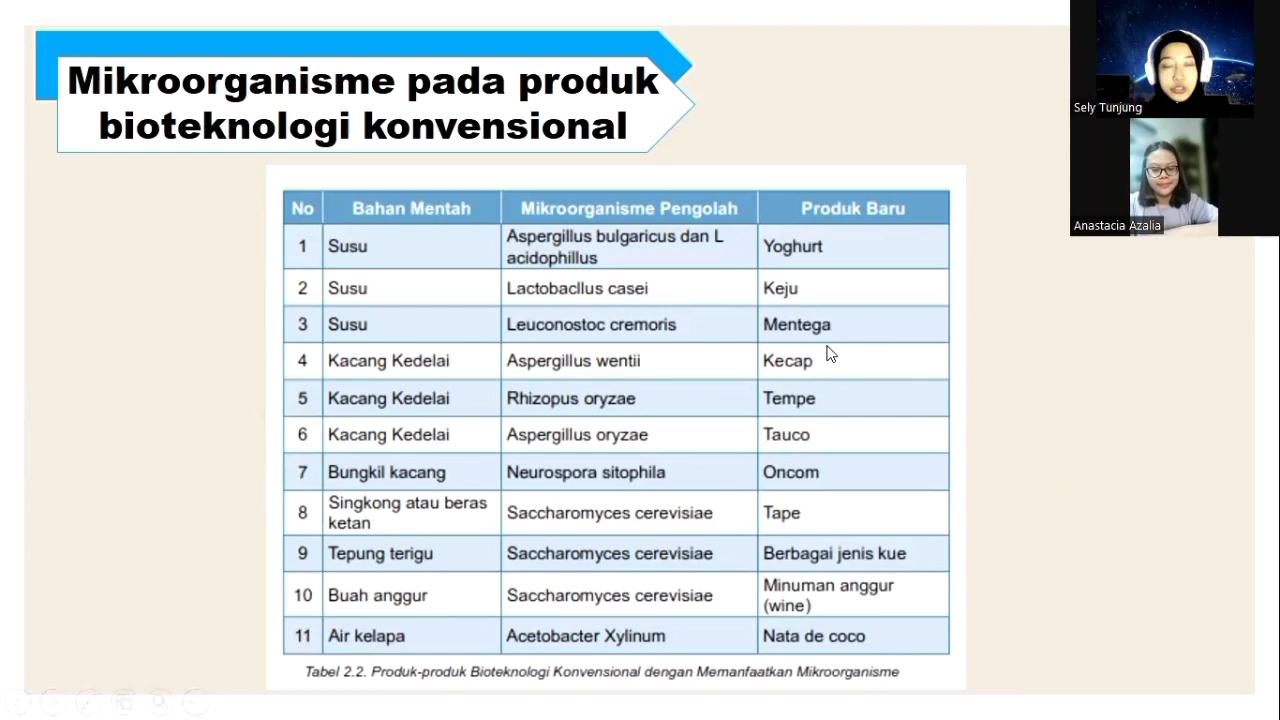 Mikroorganisme pada produk
bioteknologi konvensional
Sely Tunjung
Anastacia Azalia
No Bahan Mentah Mikroorganisme Pengolah Produk Baru
1 Susu Aspergillus bulgaricus dan L acidophillus Yoghurt
2 Susu Lactobacllus casei Keju
3 Susu Leuconostoc cremoris Mentega
4 Kacang Kedelai Aspergillus wentii Kecap
5 Kacang Kedelai Rhizopus oryzae Tempe
6 Kacang Kedelai Aspergillus oryzae Tauco
7 Bungkil kacang Neurospora sitophila Oncom
8 Singkong atau beras ketan Saccharomyces cerevisiae Tape
9 Tepung terigu Saccharomyces cerevisiae Berbagai jenis kue
10 Buah anggur Saccharomyces cerevisiae Minuman anggur (wine)
11 Air kelapa Acetobacter Xylinum Nata de coco
Tabel 2.2. Produk-produk Bioteknologi Konvensional dengan Memanfaatkan Mikroorganisme